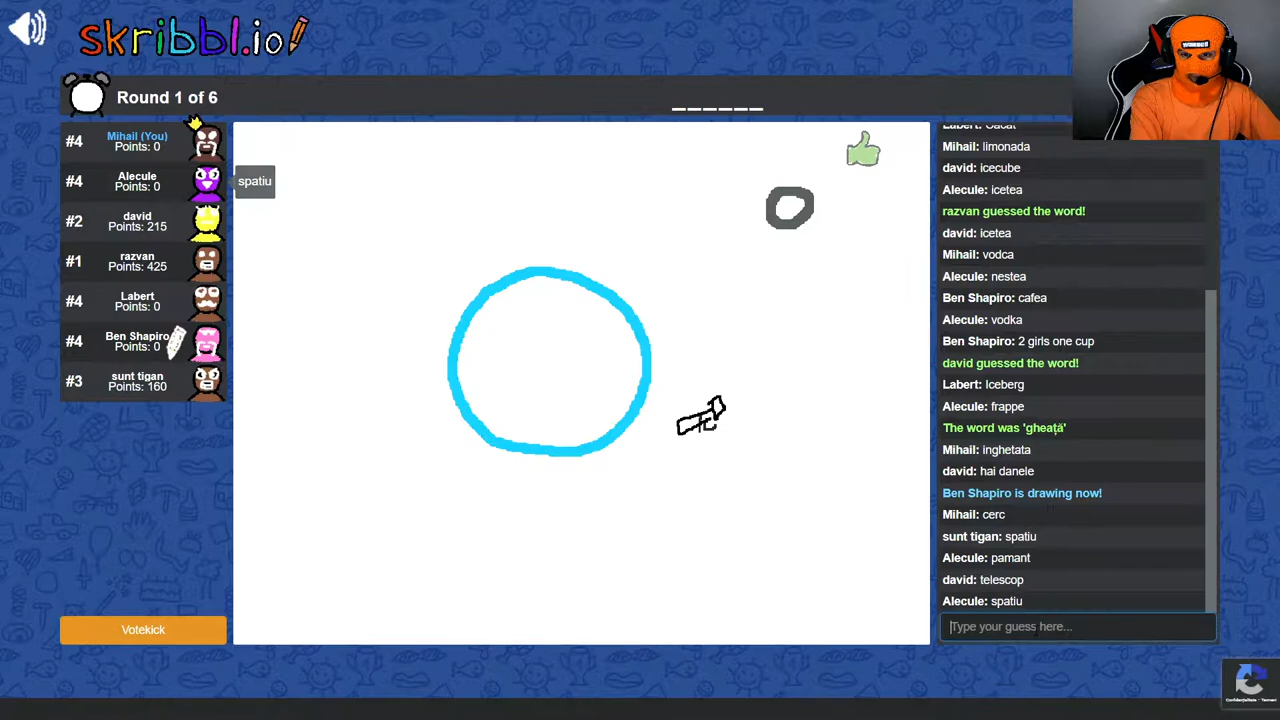 skribbl.io
WORNEX
Round 1 of 6
______
#4
Mihail (You)
Points: 0
#4
Alecule
Points: 0
spatiu
#2
david
Points: 215
#1
razvan
Points: 425
#4
Labert
Points: 0
#4
Ben Shapiro
Points: 0
#3
sunt tigan
Points: 160
Votekick
Labert: Cacat
Mihail: limonada
david: icecube
Alecule: icetea
razvan guessed the word!
david: icetea
Mihail: vodca
Alecule: nestea
Ben Shapiro: cafea
Alecule: vodka
Ben Shapiro: 2 girls one cup
david guessed the word!
Labert: Iceberg
Alecule: frappe
The word was 'gheață'
Mihail: inghetata
david: hai danele
Ben Shapiro is drawing now!
Mihail: cerc
sunt tigan: spatiu
Alecule: pamant
david: telescop
Alecule: spatiu
Type your guess here...